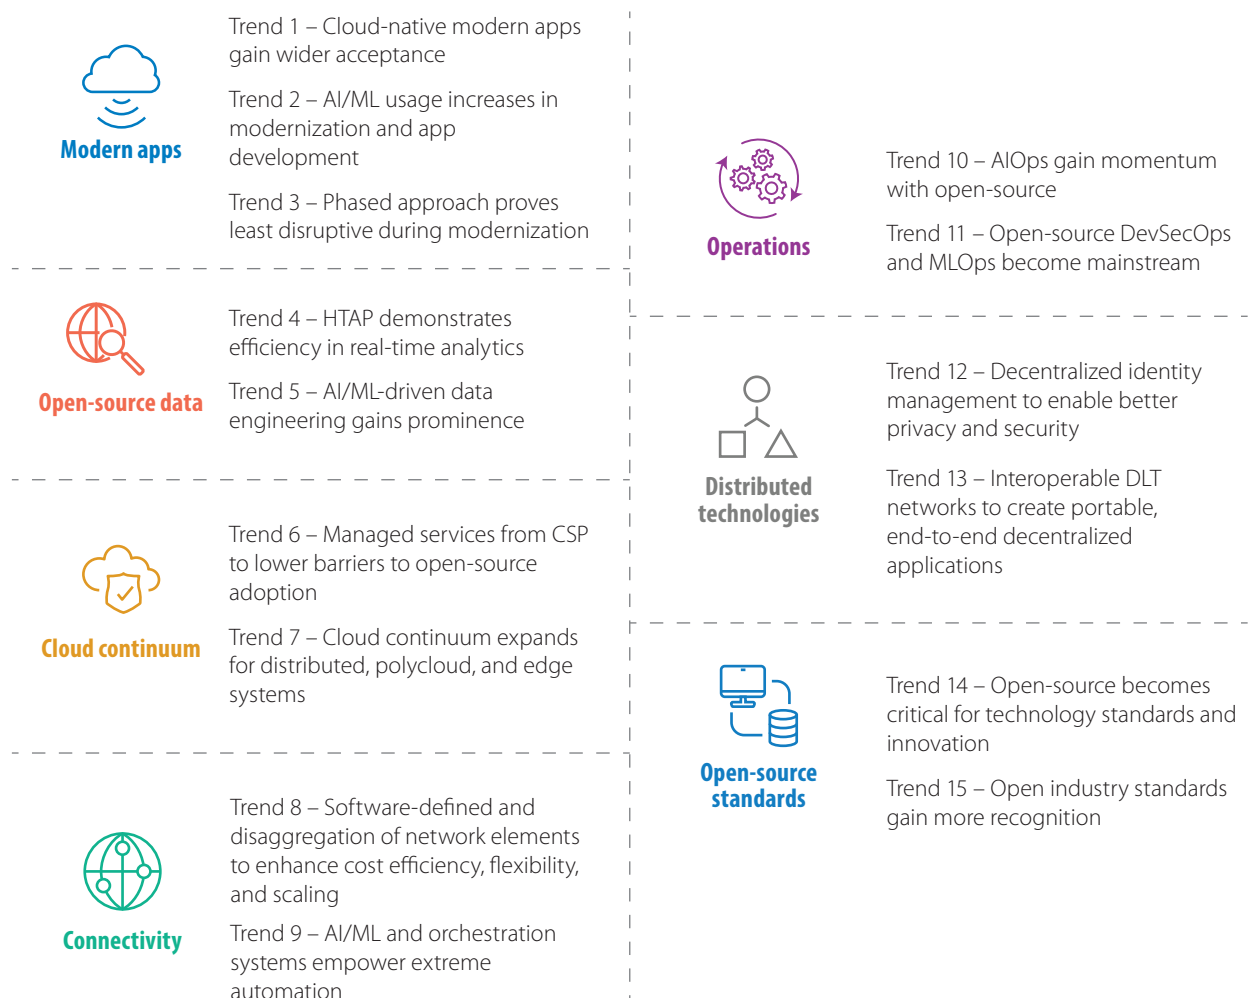 Modern apps
Trend 1 – Cloud-native modern apps
gain wider acceptance
Trend 2 – AI/ML usage increases in
modernization and app
development
Trend 3 – Phased approach proves
least disruptive during modernization
Open-source data
Trend 4 – HTAP demonstrates
efficiency in real-time analytics
Trend 5 – AI/ML-driven data
engineering gains prominence
Cloud continuum
Trend 6 – Managed services from CSP
to lower barriers to open-source
adoption
Trend 7 – Cloud continuum expands
for distributed, polycloud, and edge
systems
Connectivity
Trend 8 – Software-defined and
disaggregation of network elements
to enhance cost efficiency, flexibility,
and scaling
Trend 9 – AI/ML and orchestration
systems empower extreme
automation
Operations
Trend 10 – AIOps gain momentum
with open-source
Trend 11 – Open-source DevSecOps
and MLOps become mainstream
Distributed
technologies
Trend 12 – Decentralized identity
management to enable better
privacy and security
Trend 13 – Interoperable DLT
networks to create portable,
end-to-end decentralized
applications
Open-source
standards
Trend 14 – Open-source becomes
critical for technology standards and
innovation
Trend 15 – Open industry standards
gain more recognition